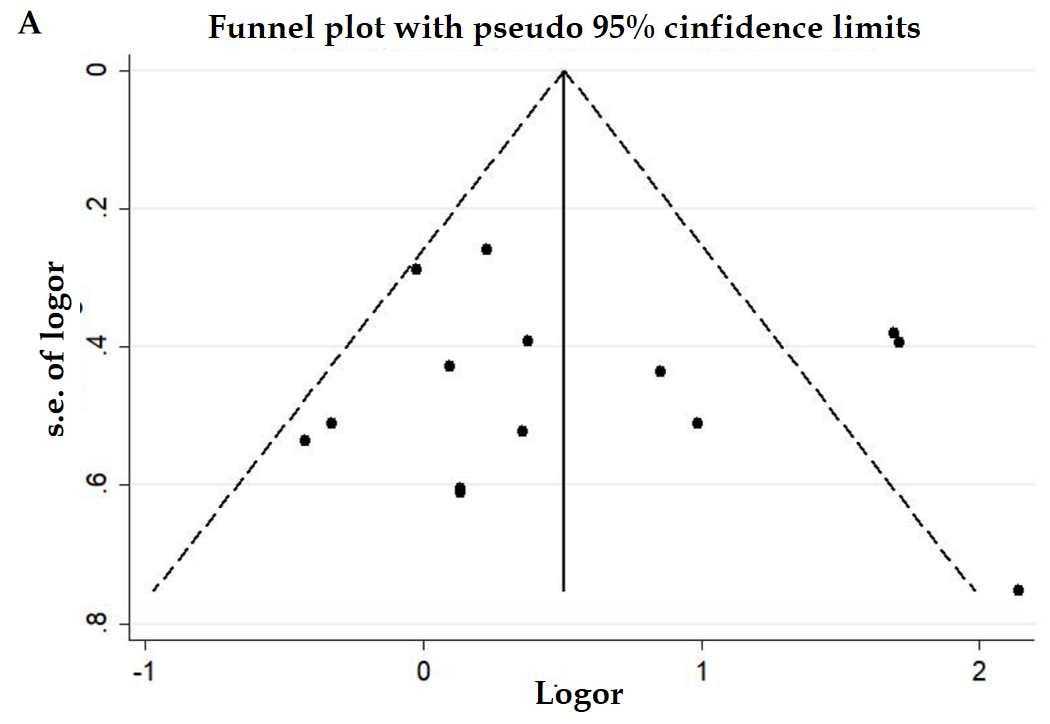 A
Funnel plot with pseudo 95% cinfidence limits
0
.2
.4
.6
.8
s.e. of logor
-1
0
1
2
Logor